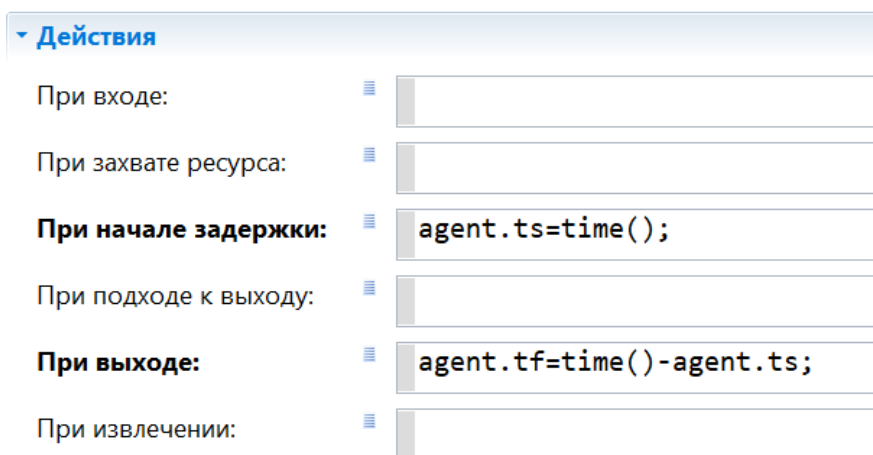 Действия
При входе:
При захвате ресурса:
При начале задержки: agent.ts=time();
При подходе к выходу:
При выходе: agent.tf=time()-agent.ts;
При извлечении: